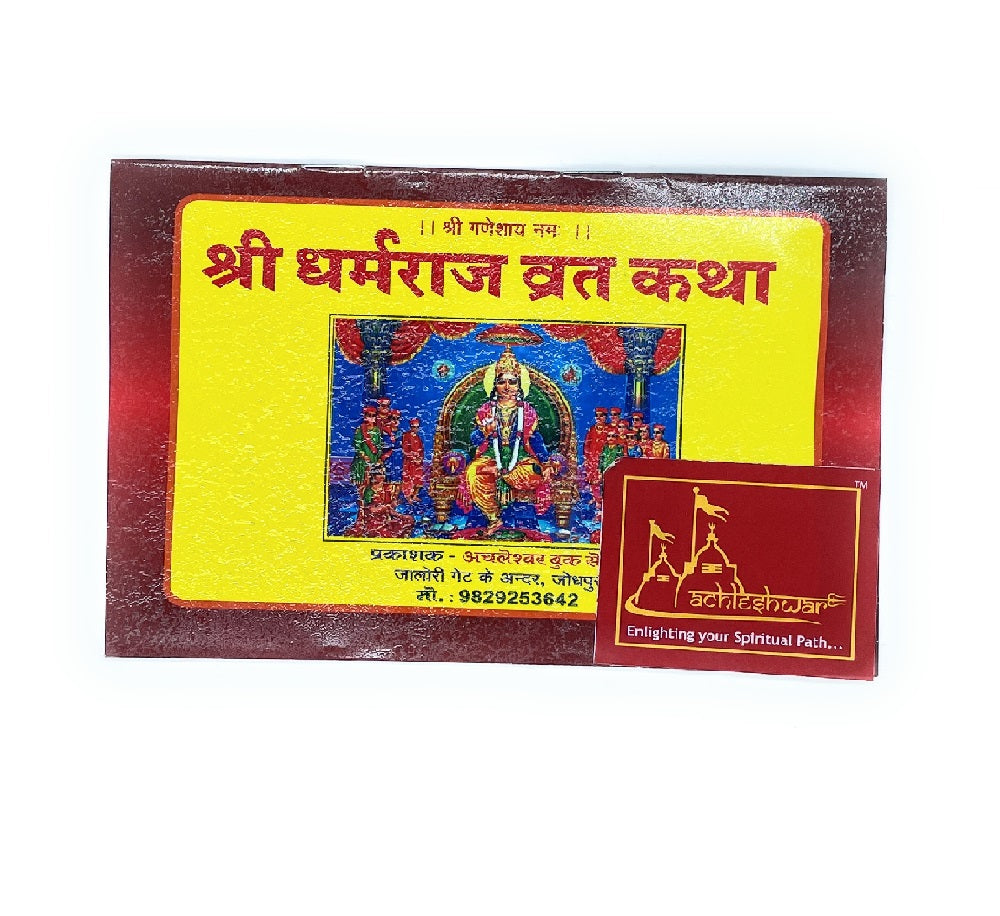 ।। श्री गणेशाय नमः ।।
श्री धर्मराज व्रत कथा
प्रकाशक - अचलेश्वर बुक
जालोरी गेट के अन्दर, जोधपुर
मो. : 9829253642
TM
achleshwar
Enlighting your Spiritual Path...